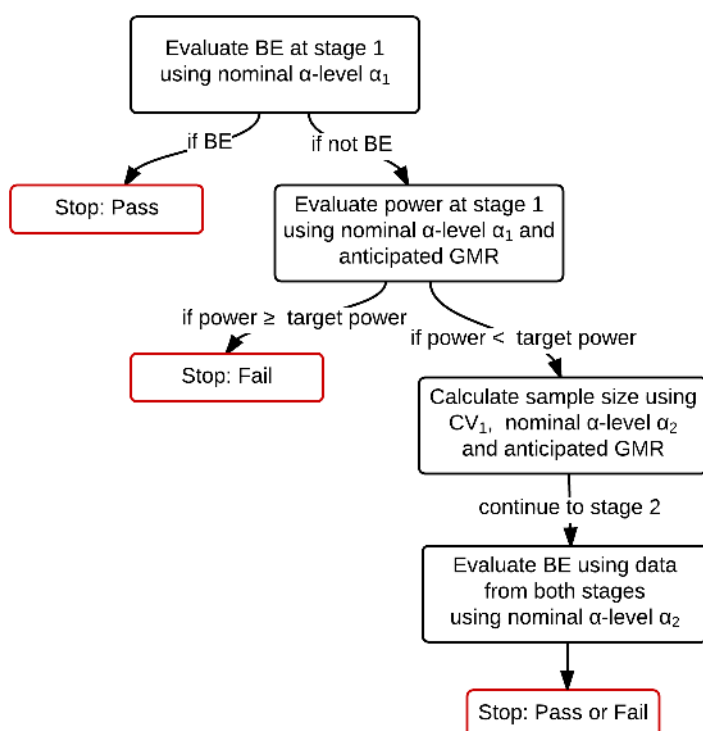 Evaluate BE at stage 1
using nominal α-level α₁
if BE
if not BE
Stop: Pass
Evaluate power at stage 1
using nominal α-level α₁ and
anticipated GMR
if power ≥ target power
if power < target power
Stop: Fail
Calculate sample size using
CV₁, nominal α-level α₂
and anticipated GMR
continue to stage 2
Evaluate BE using data
from both stages
using nominal α-level α₂
Stop: Pass or Fail